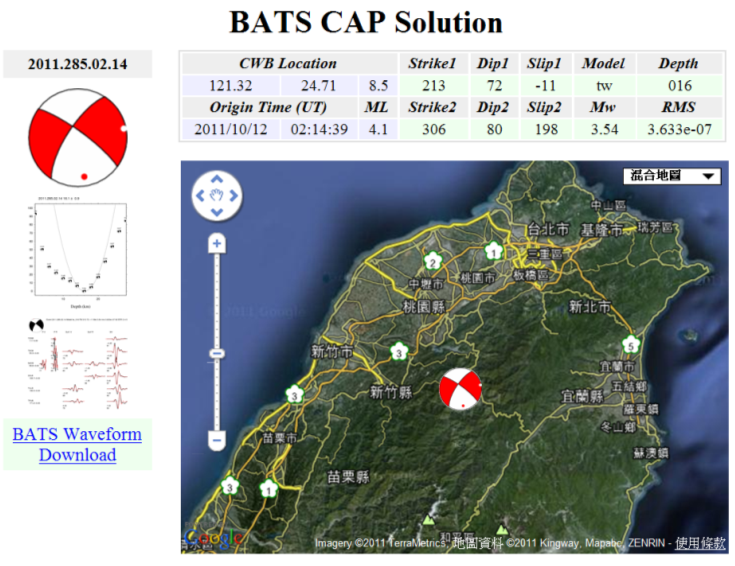 BATS CAP Solution
2011.285.02.14
CWB Location Strike1 Dip1 Slip1 Model Depth
121.32 24.71 8.5 213 72 -11 tw 016
Origin Time (UT) ML Strike2 Dip2 Slip2 Mw RMS
2011/10/12 02:14:39 4.1 306 80 198 3.54 3.633e-07
BATS Waveform
Download
混合地圖
中山區
台北市 基隆市 瑞芳區
三重區
1
2
中壢市 桃園市 板橋區
桃園縣 新北市
新竹市 3 5
宜蘭市
新竹縣 宜蘭縣 五結鄉
羅東鎮
3 冬山鄉
苗栗市 蘇澳鎮
苗栗縣
3 1
和平區
Google
Imagery ©2011 TerraMetrics, 地圖資料 ©2011 Kingway, Mapabc, ZENRIN - 使用條款